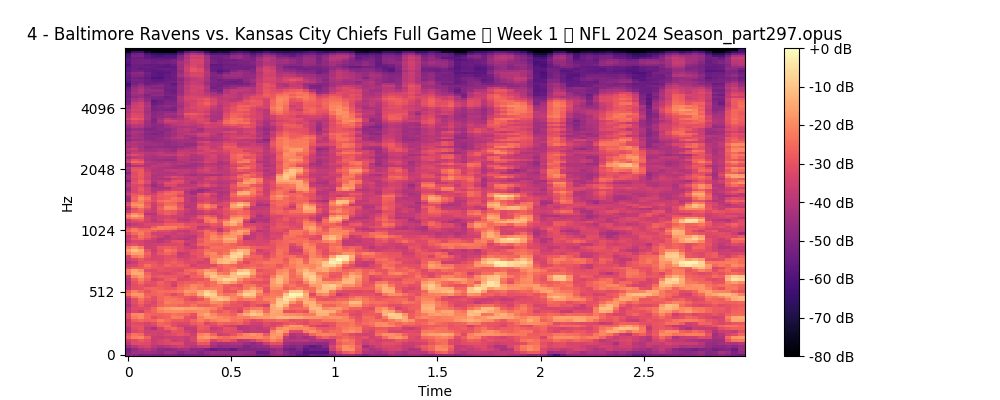 4 - Baltimore Ravens vs. Kansas City Chiefs Full Game ▯ Week 1 ▯ NFL 2024 Season_part297.opus
+0 dB
4096
-10 dB
-20 dB
2048
-30 dB
Hz
1024
-40 dB
-50 dB
512
-60 dB
-70 dB
0
-80 dB
0 0.5 1 1.5 2 2.5
Time